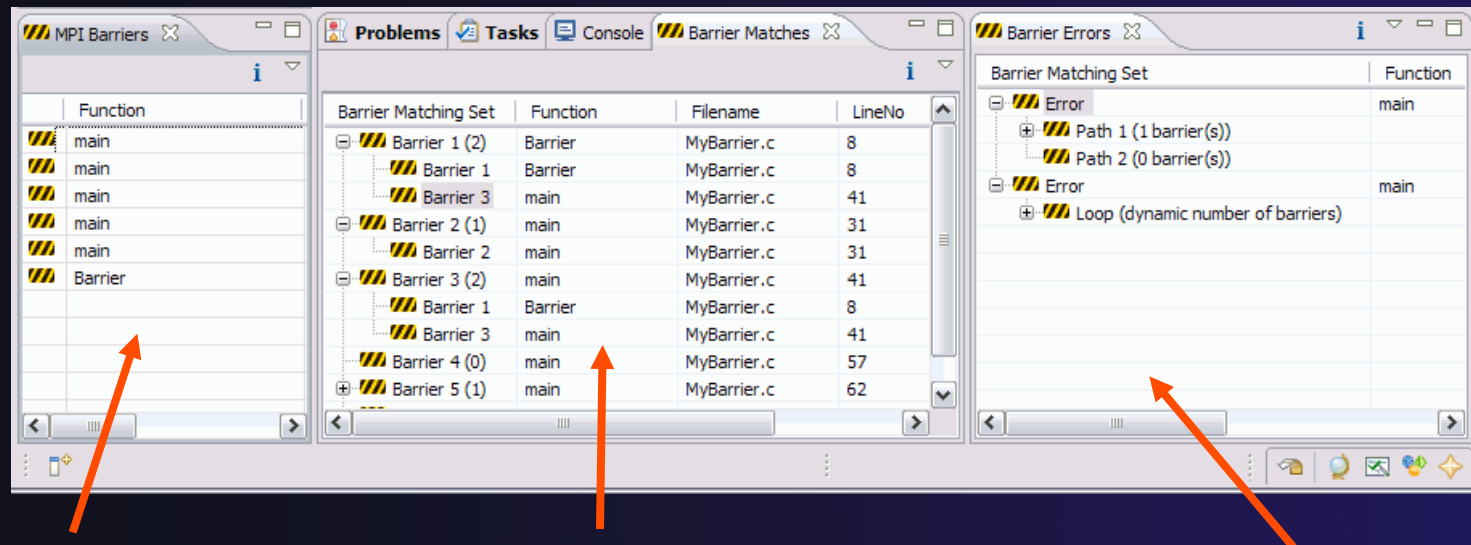 MPI Barriers
i
Function
main
main
main
main
main
Barrier
Problems Tasks Console Barrier Matches
i
Barrier Matching Set Function Filename LineNo
Barrier 1 (2) Barrier MyBarrier.c 8
Barrier 1 Barrier MyBarrier.c 8
Barrier 3 main MyBarrier.c 41
Barrier 2 (1) main MyBarrier.c 31
Barrier 2 main MyBarrier.c 31
Barrier 3 (2) main MyBarrier.c 41
Barrier 1 Barrier MyBarrier.c 8
Barrier 3 main MyBarrier.c 41
Barrier 4 (0) main MyBarrier.c 57
Barrier 5 (1) main MyBarrier.c 62
Barrier Errors
i
Barrier Matching Set Function
Error main
Path 1 (1 barrier(s))
Path 2 (0 barrier(s))
Error main
Loop (dynamic number of barriers)